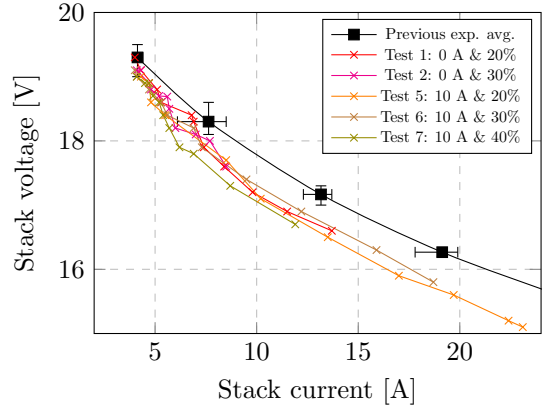 20
18
16
Stack voltage [V]
Previous exp. avg.
Test 1: 0 A & 20%
Test 2: 0 A & 30%
Test 5: 10 A & 20%
Test 6: 10 A & 30%
Test 7: 10 A & 40%
5 10 15 20
Stack current [A]